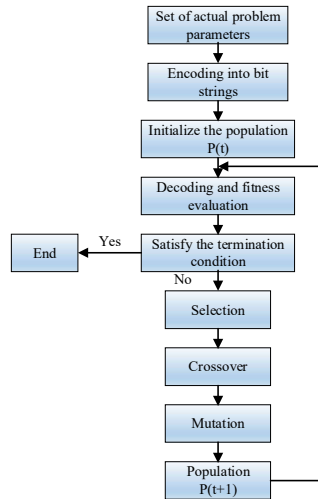 Set of actual problem
parameters
Encoding into bit
strings
Initialize the population
P(t)
Decoding and fitness
evaluation
Satisfy the termination
condition
Yes
End
No
Selection
Crossover
Mutation
Population
P(t+1)